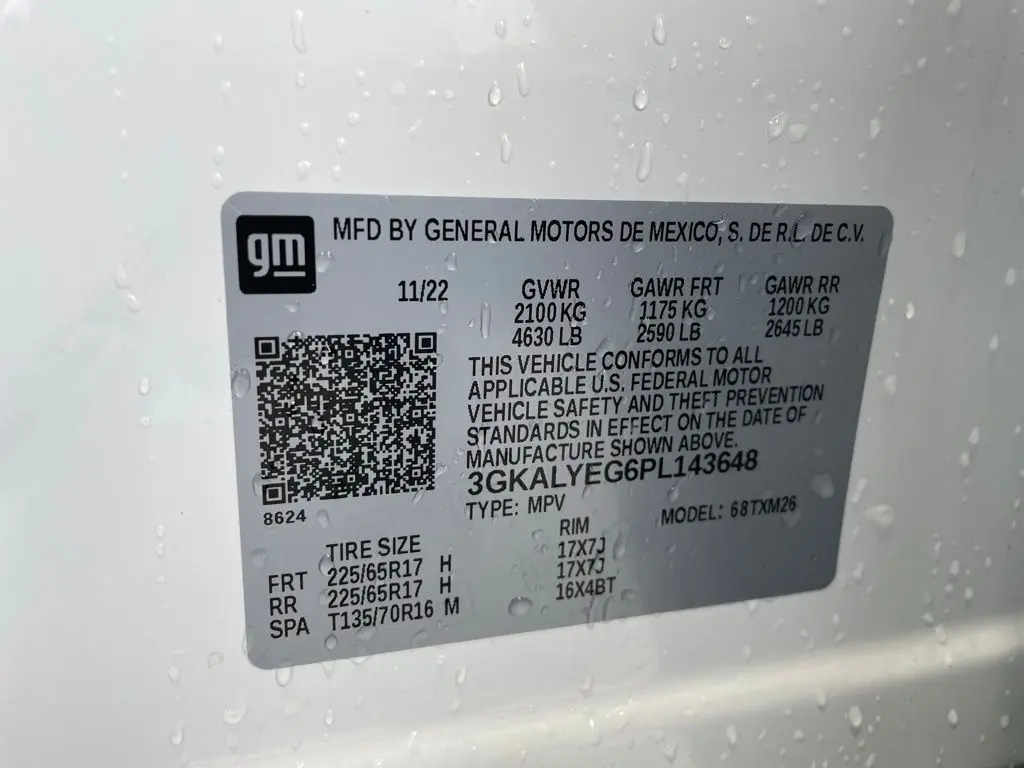 gm
MFD BY GENERAL MOTORS DE MEXICO, S. DE R.L. DE C.V.
11/22 GVWR GAWR FRT GAWR RR
2100 KG 1175 KG 1200 KG
4630 LB 2590 LB 2645 LB
THIS VEHICLE CONFORMS TO ALL
APPLICABLE U.S. FEDERAL MOTOR
VEHICLE SAFETY AND THEFT PREVENTION
STANDARDS IN EFFECT ON THE DATE OF
MANUFACTURE SHOWN ABOVE.
3GKALYEG6PL143648
8624
TYPE: MPV MODEL: 68TXM26
TIRE SIZE RIM
FRT 225/65R17 H 17X7J
RR 225/65R17 H 17X7J
SPA T135/70R16 M 16X4BT